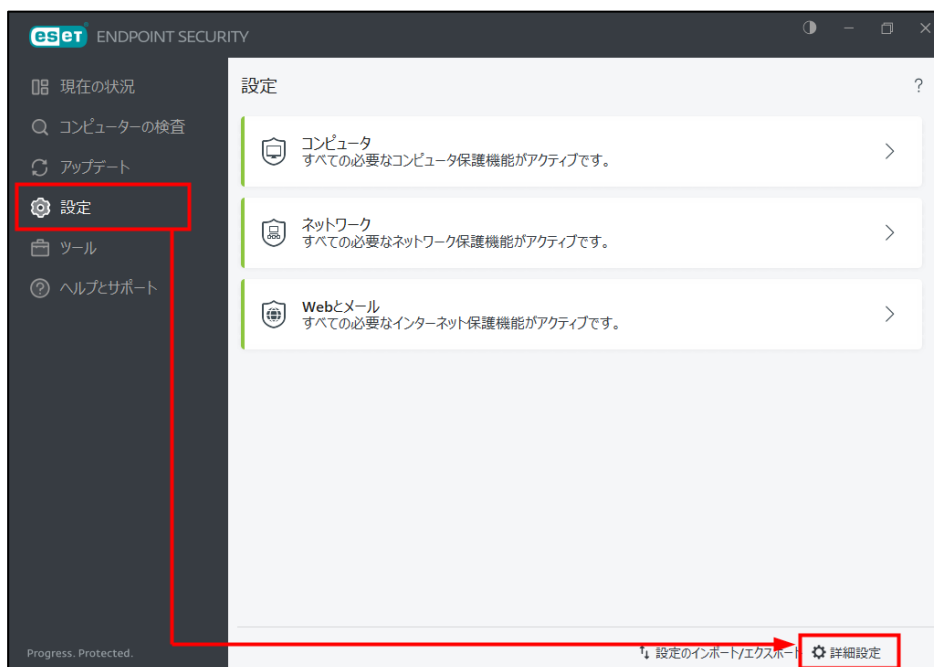 eset ENDPOINT SECURITY
現在の状況
コンピューターの検査
アップデート
設定
ツール
ヘルプとサポート
Progress. Protected.
設定
?
コンピュータ
すべての必要なコンピュータ保護機能がアクティブです。
ネットワーク
すべての必要なネットワーク保護機能がアクティブです。
Webとメール
すべての必要なインターネット保護機能がアクティブです。
設定のインポート/エクスポート
詳細設定